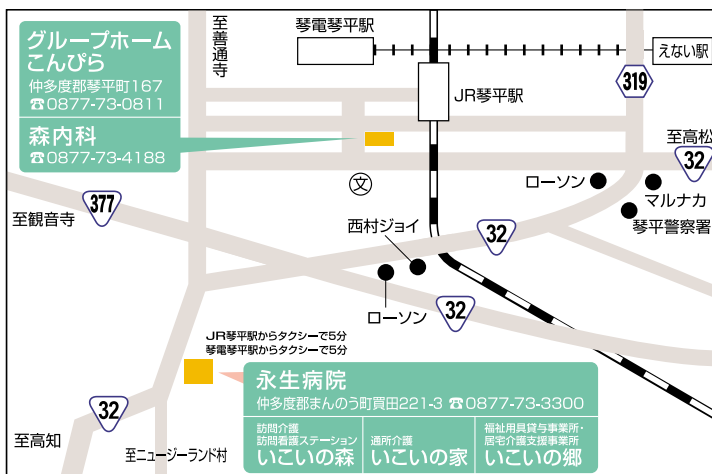 グループホーム
こんぴら
仲多度郡琴平町167
☎0877-73-0811
森内科
☎0877-73-4188
至善通寺
琴電琴平駅
えない駅
JR琴平駅
319
至高松
32
ローソン
マルナカ
琴平警察署
文
377
至観音寺
西村ジョイ
32
ローソン
32
JR琴平駅からタクシーで5分
琴電琴平駅からタクシーで5分
永生病院
仲多度郡まんのう町買田221-3 ☎0877-73-3300
訪問介護
訪問看護ステーション
いこいの森
通所介護
いこいの家
福祉用具貸与事業所・
居宅介護支援事業所
いこいの郷
32
至高知
至ニュージーランド村